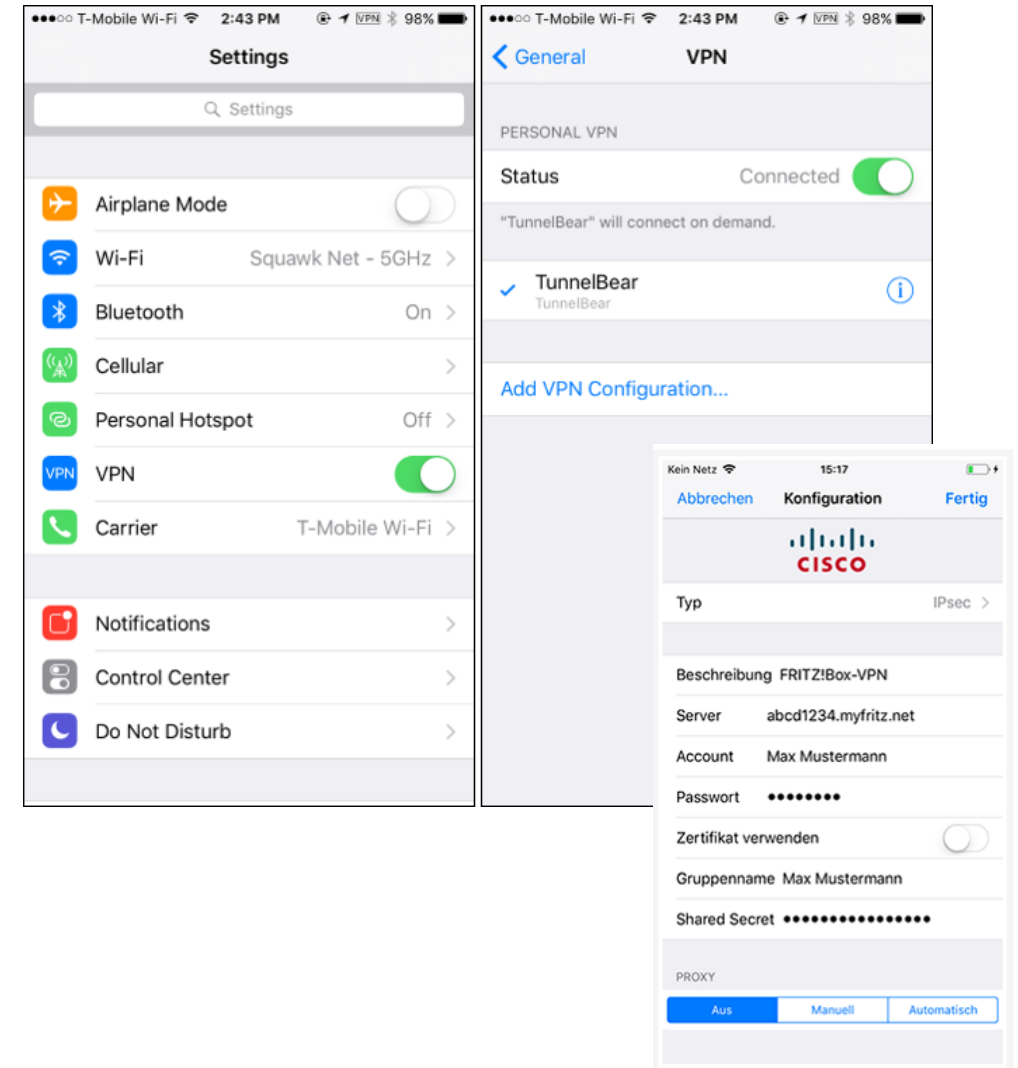 T-Mobile Wi-Fi 2:43 PM VPN 98%
Settings
Settings
Airplane Mode
Wi-Fi Squawk Net - 5GHz
Bluetooth On
Cellular
Personal Hotspot Off
VPN VPN
Carrier T-Mobile Wi-Fi
Notifications
Control Center
Do Not Disturb
T-Mobile Wi-Fi 2:43 PM VPN 98%
General VPN
PERSONAL VPN
Status Connected
"TunnelBear" will connect on demand.
TunnelBear
TunnelBear
Add VPN Configuration...
Kein Netz 15:17
Abbrechen Konfiguration Fertig
CISCO
Typ IPsec
Beschreibung FRITZ!Box-VPN
Server abcd1234.myfritz.net
Account Max Mustermann
Passwort ••••••••
Zertifikat verwenden
Gruppenname Max Mustermann
Shared Secret ••••••••••••••••
PROXY
Aus Manuell Automatisch